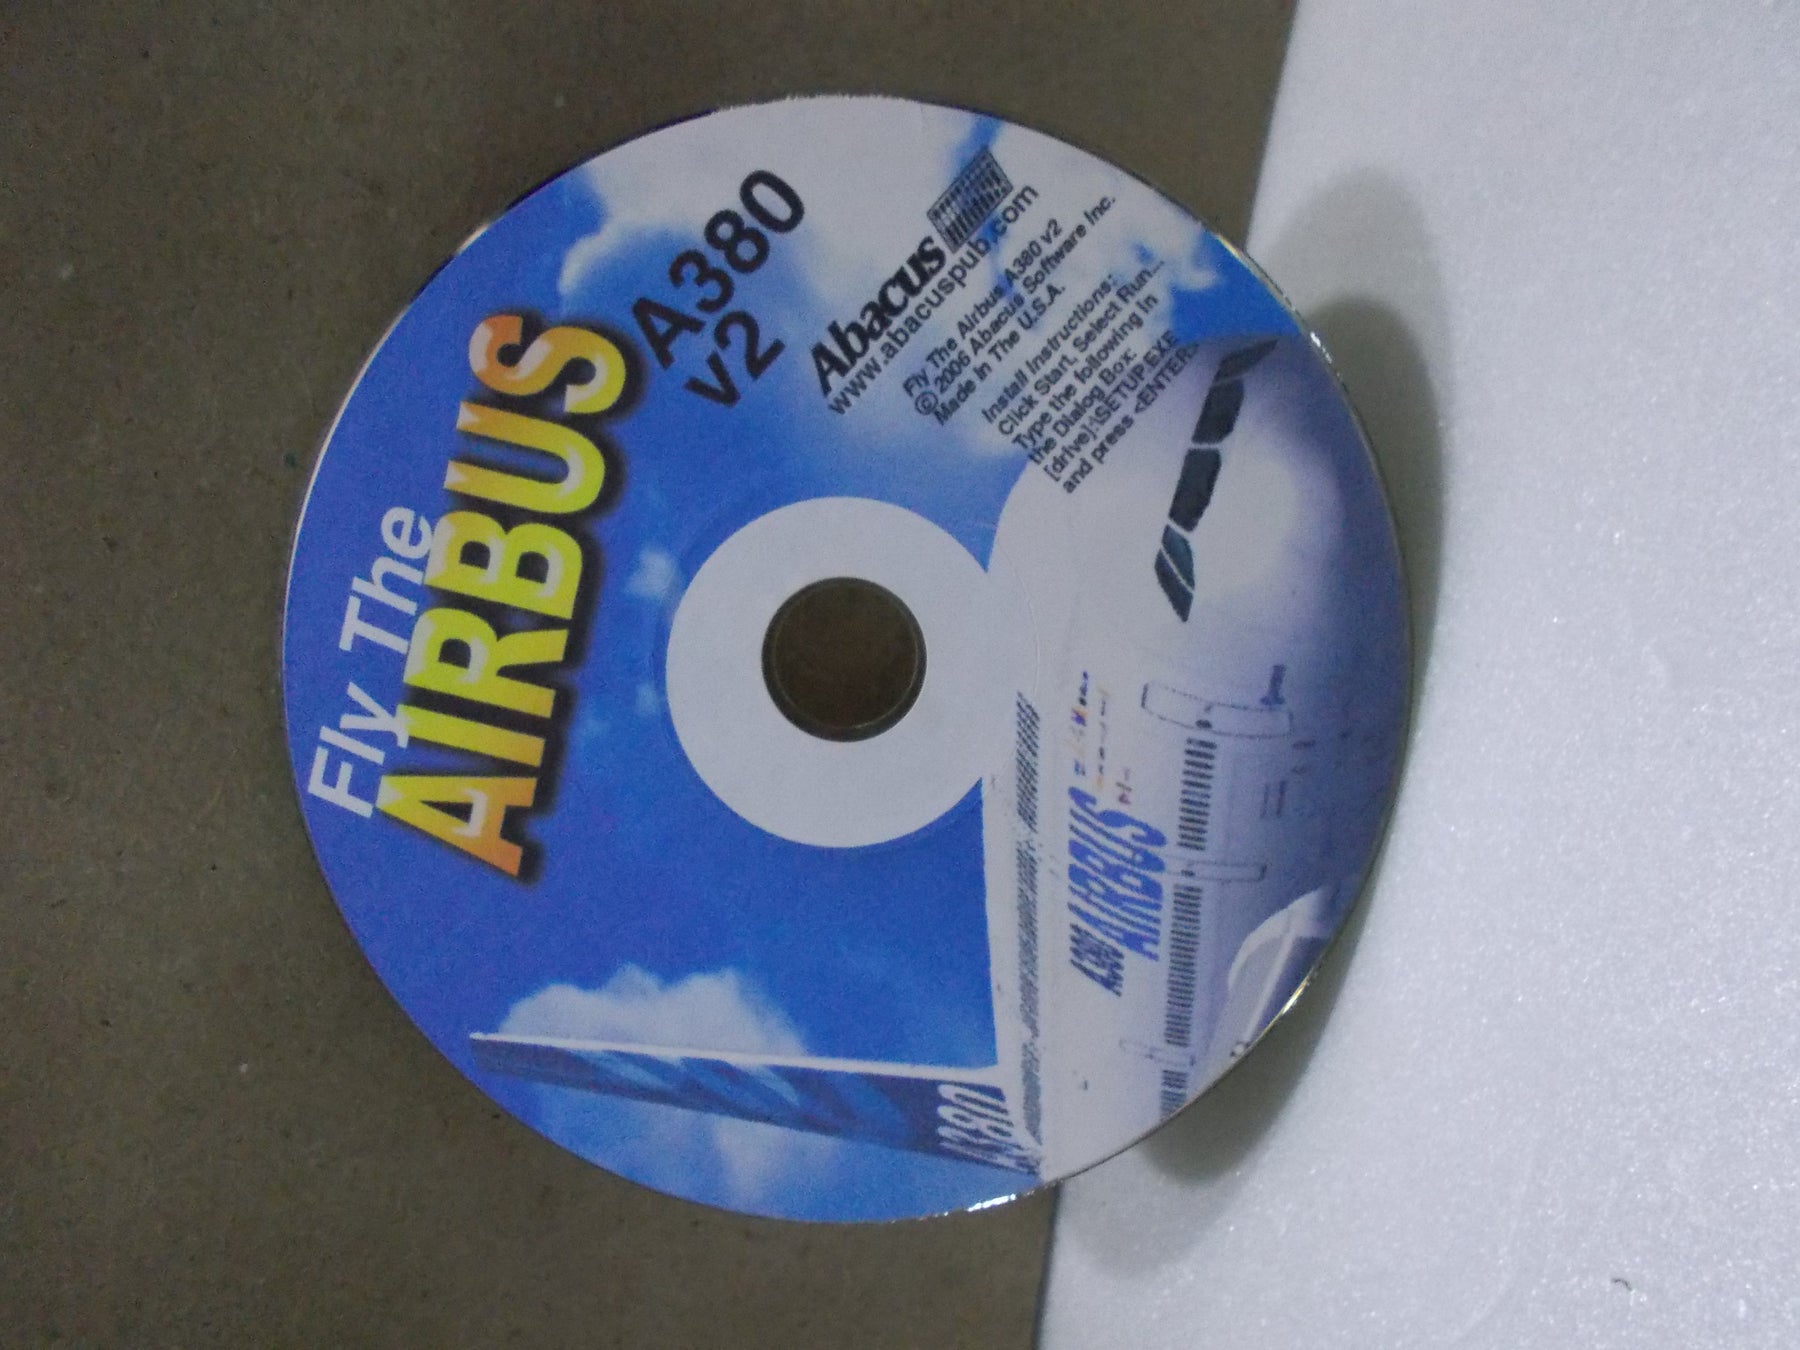 Fly The
AIRBUS
A380
v2
Abacus
www.abacuspub.com
Fly The Airbus A380 v2
© 2006 Abacus Software Inc.
Made In The U.S.A.
Install Instructions:
Click Start, Select Run...
Type the following in
the Dialog Box:
[drive]:\SETUP.EXE
and press <ENTER>
A380 AIRBUS
A380